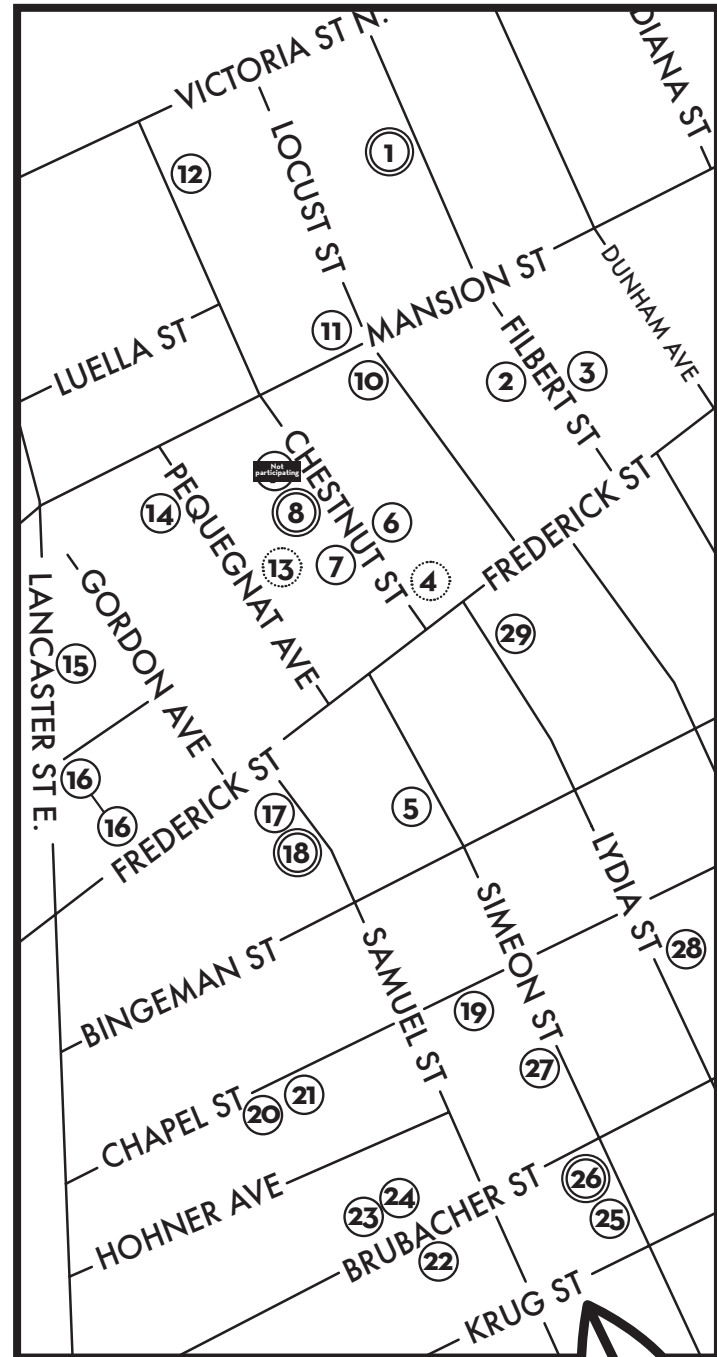 VICTORIA ST N.
DIANA ST
LOCUST ST
1
12
MANSION ST
DUNHAM AVE
11
LUELLA ST
FILBERT ST
10
2
3
CHESTNUT ST
Not
participating
PEQUEGNAT AVE
14
8
6
FREDERICK ST
13
7
4
GORDON AVE
LANCASTER ST E.
29
15
16
16
FREDERICK ST
17
5
18
LYDIA ST
SIMEON ST
28
SAMUEL ST
BINGEMAN ST
19
27
CHAPEL ST
21
20
HOHNER AVE
26
24
23
25
BRUBACHER ST
22
KRUG ST